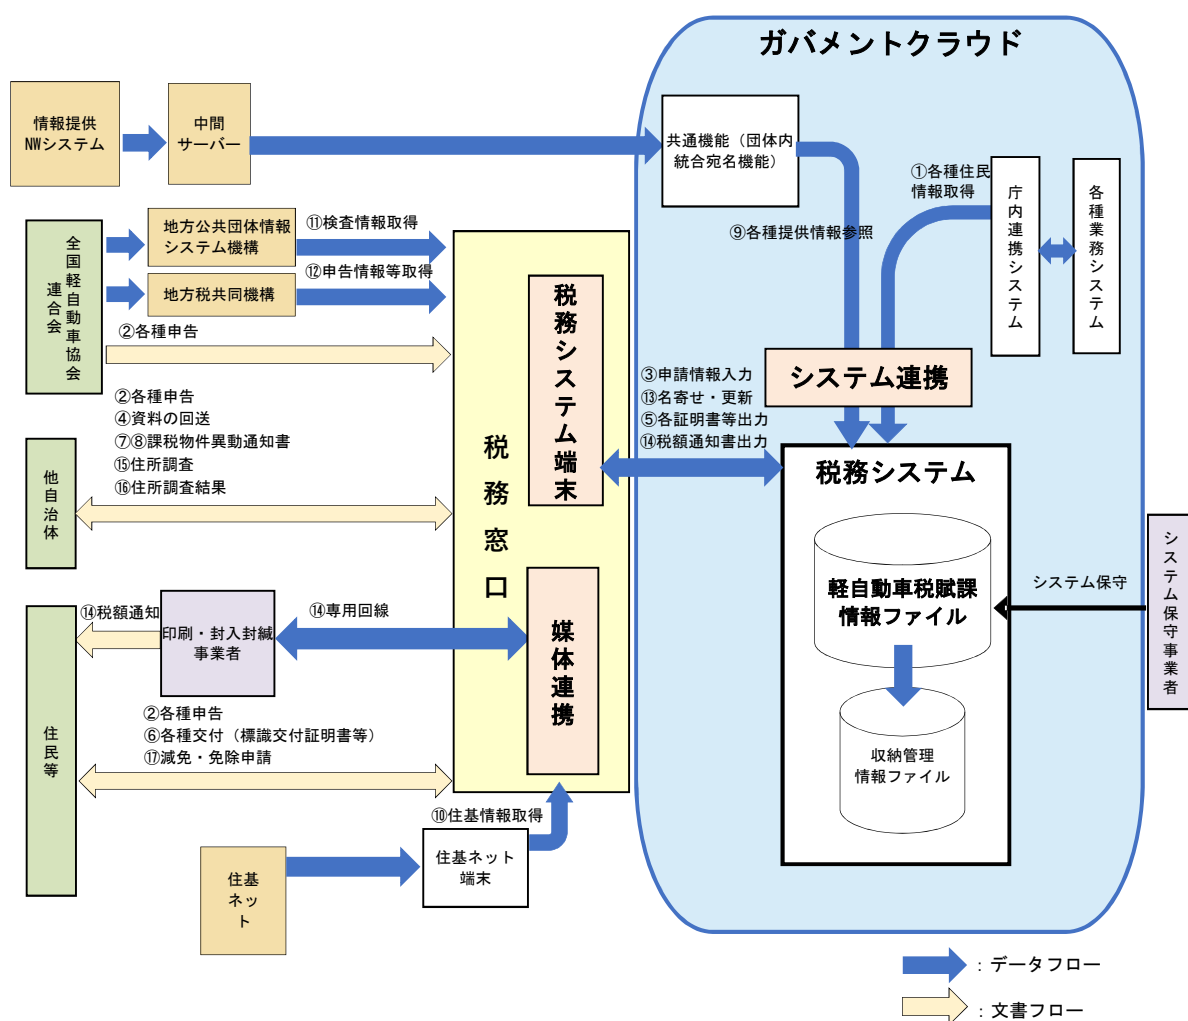 ガバメントクラウド
情報提供
NWシステム
中間
サーバー
共通機能（団体内
統合宛名機能）
①各種住民
情報取得
庁内連携システム
各種業務システム
⑨各種提供情報参照
全国軽自動車協会
連合会
地方公共団体情報
システム機構
地方税共同機構
⑪検査情報取得
⑫申告情報等取得
②各種申告
税務窓口
税務システム端末
システム連携
③申請情報入力
⑬名寄せ・更新
⑤各証明書等出力
⑭税額通知書出力
②各種申告
④資料の回送
⑦⑧課税物件異動通知書
⑮住所調査
⑯住所調査結果
他自治体
税務システム
軽自動車税賦課
情報ファイル
収納管理
情報ファイル
システム保守
システム保守事業者
住民等
⑭税額通知
印刷・封入封緘
事業者
⑭専用回線
媒体連携
②各種申告
⑥各種交付（標識交付証明書等）
⑰減免・免除申請
⑩住基情報取得
住基
ネッ
ト
住基ネット
端末
：データフロー
：文書フロー